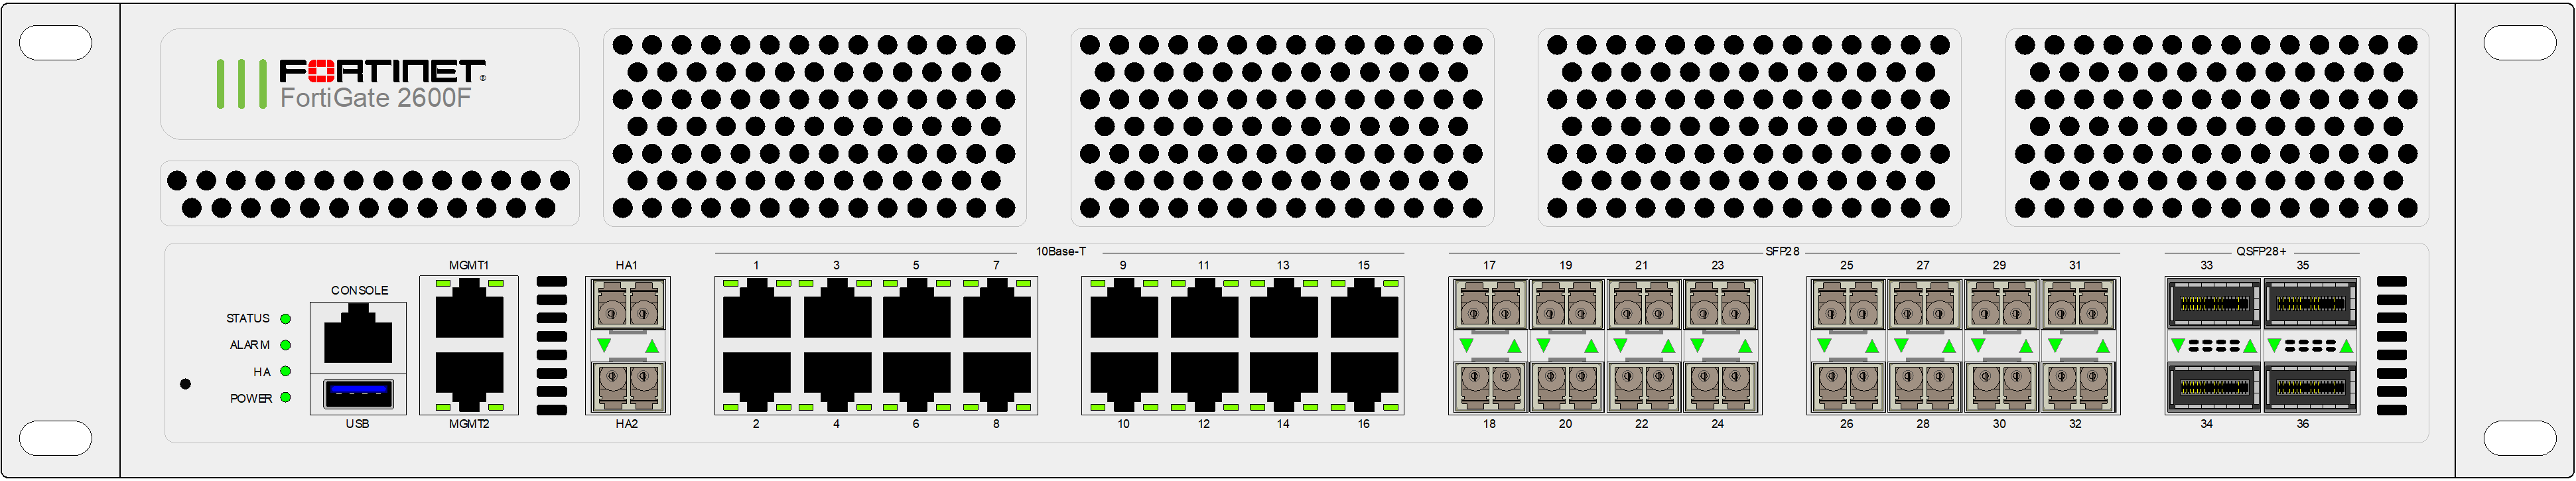 FORTINET®
FortiGate 2600F
10Base-T SFP28 QSFP28+
MGMT1 HA1 1 3 5 7 9 11 13 15 17 19 21 23 25 27 29 31 33 35
CONSOLE
STATUS
ALARM
HA
POWER
USB MGMT2 HA2 2 4 6 8 10 12 14 16 18 20 22 24 26 28 30 32 34 36